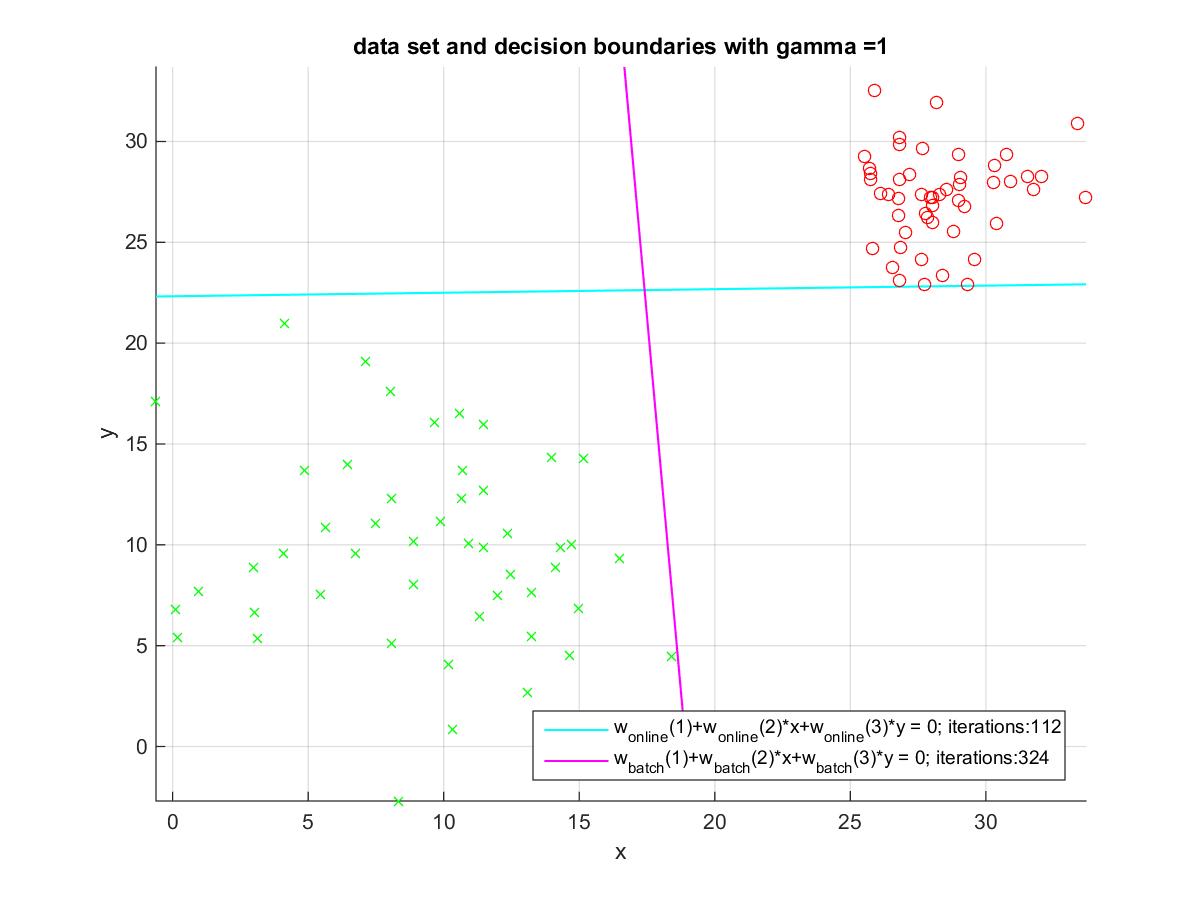 data set and decision boundaries with gamma =1
30
25
20
15
10
5
0
y
0 5 10 15 20 25 30
x
w_online(1)+w_online(2)*x+w_online(3)*y = 0; iterations:112
w_batch(1)+w_batch(2)*x+w_batch(3)*y = 0; iterations:324